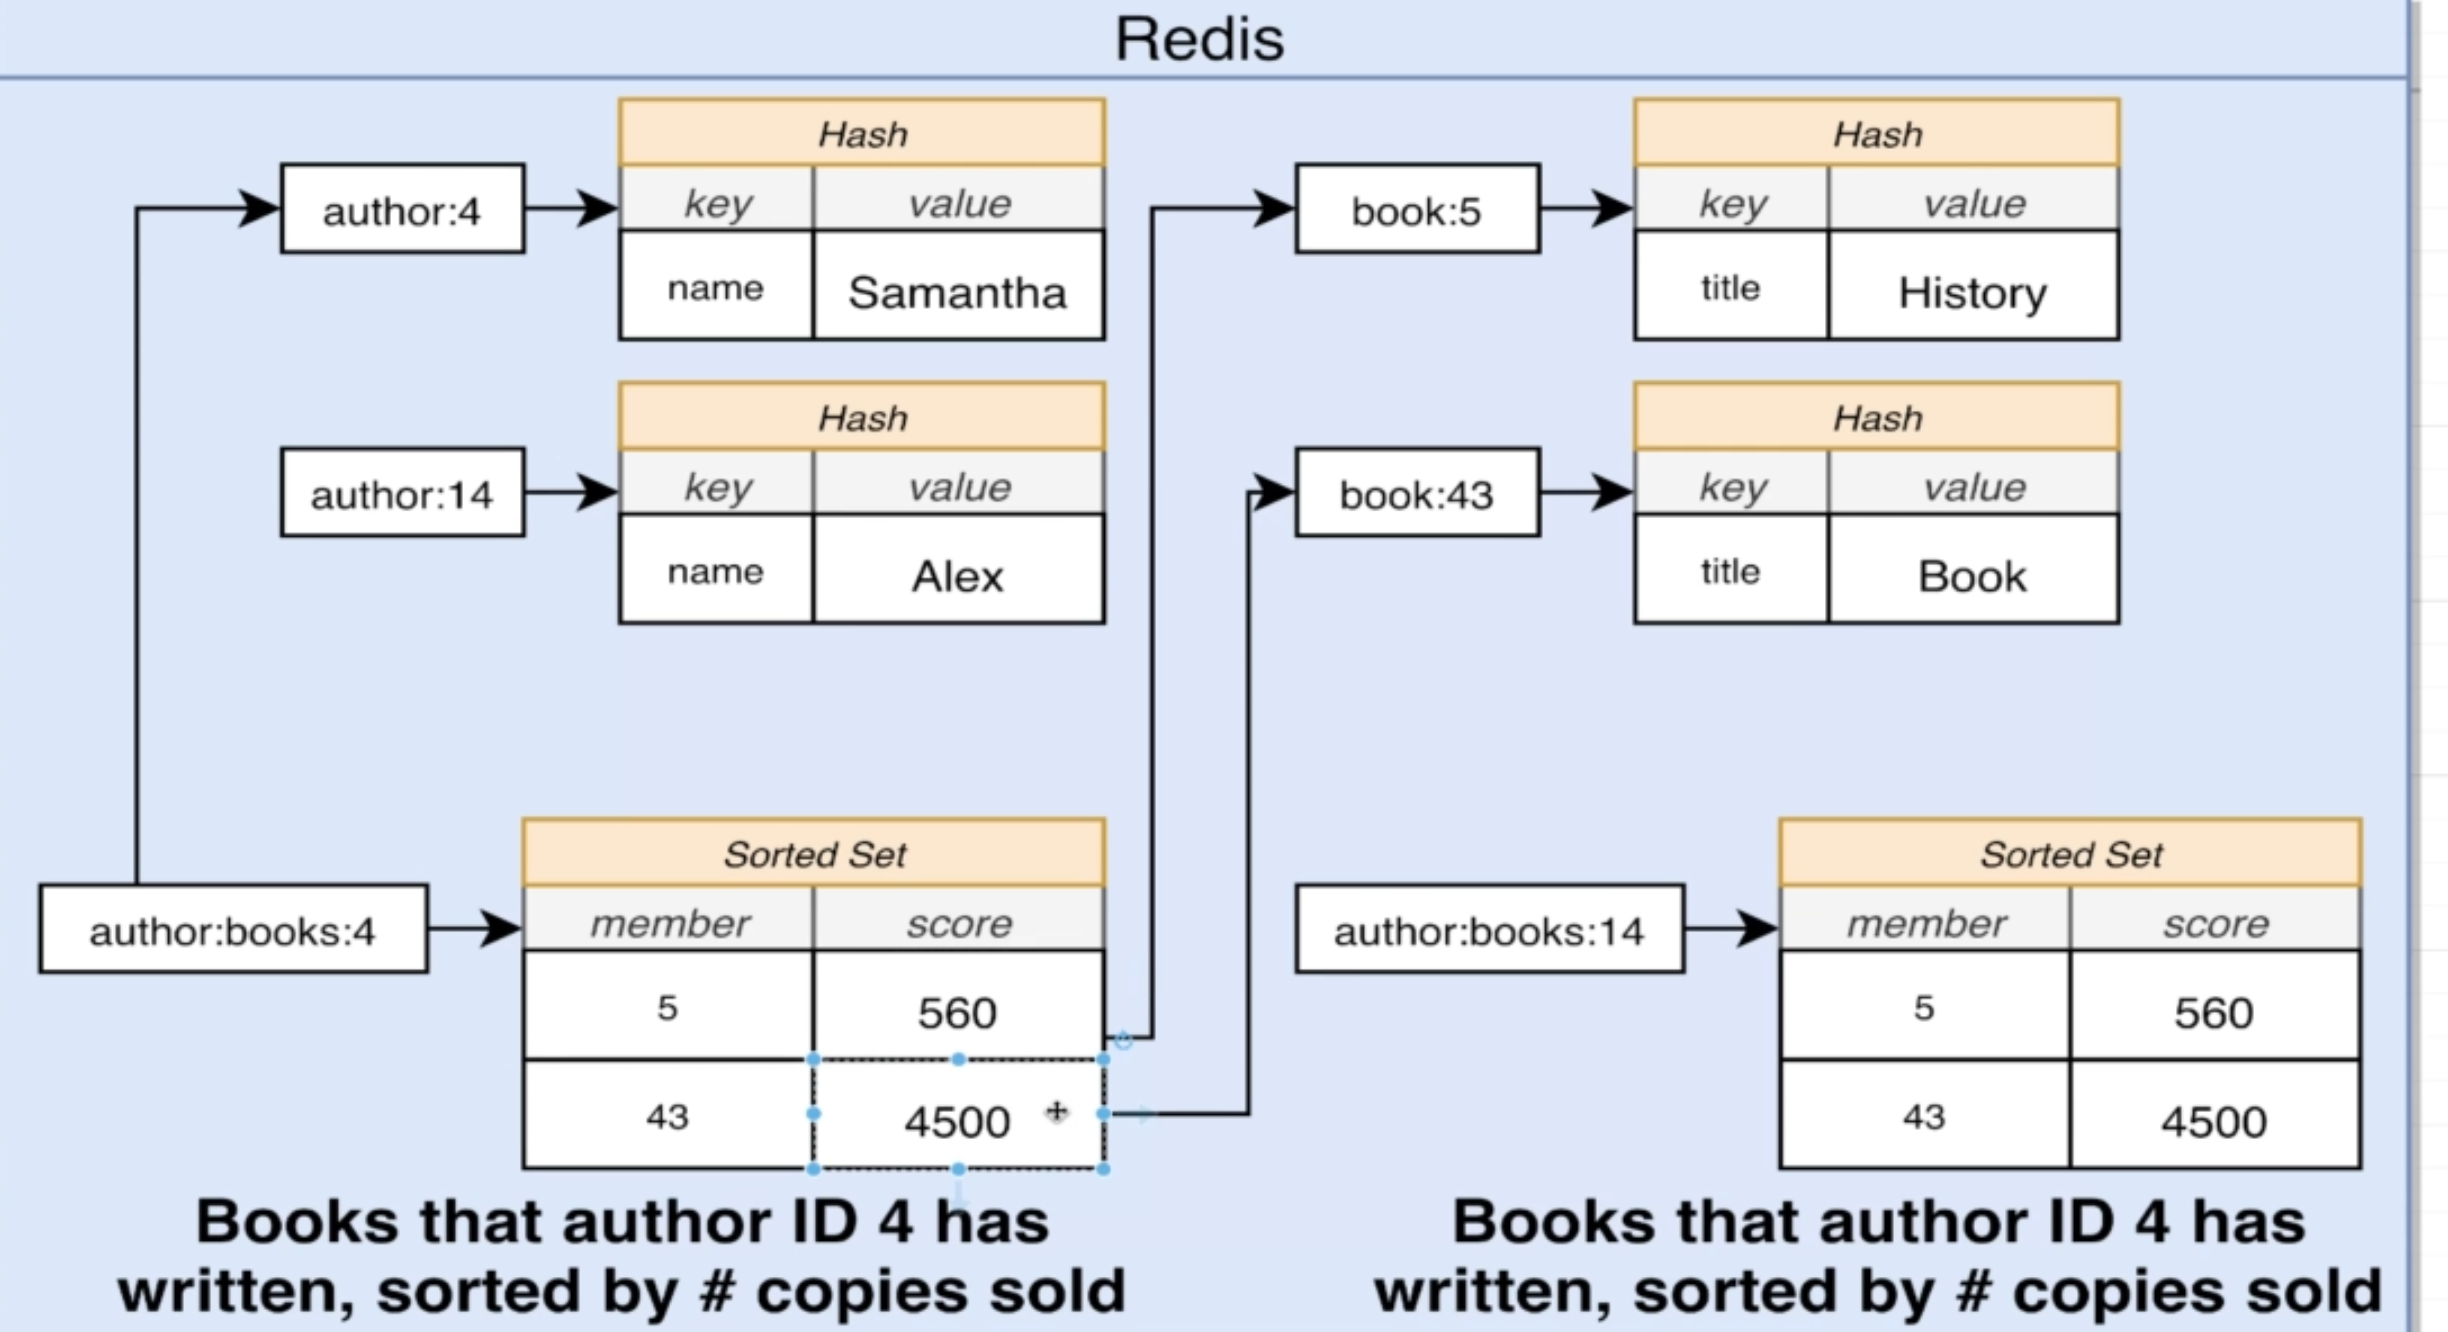 Redis
Hash
key value
name Samantha
author:4
Hash
key value
title History
book:5
Hash
key value
name Alex
author:14
Hash
key value
title Book
book:43
Sorted Set
member score
5 560
43 4500
author:books:4
Books that author ID 4 has
written, sorted by # copies sold
Sorted Set
member score
5 560
43 4500
author:books:14
Books that author ID 4 has
written, sorted by # copies sold